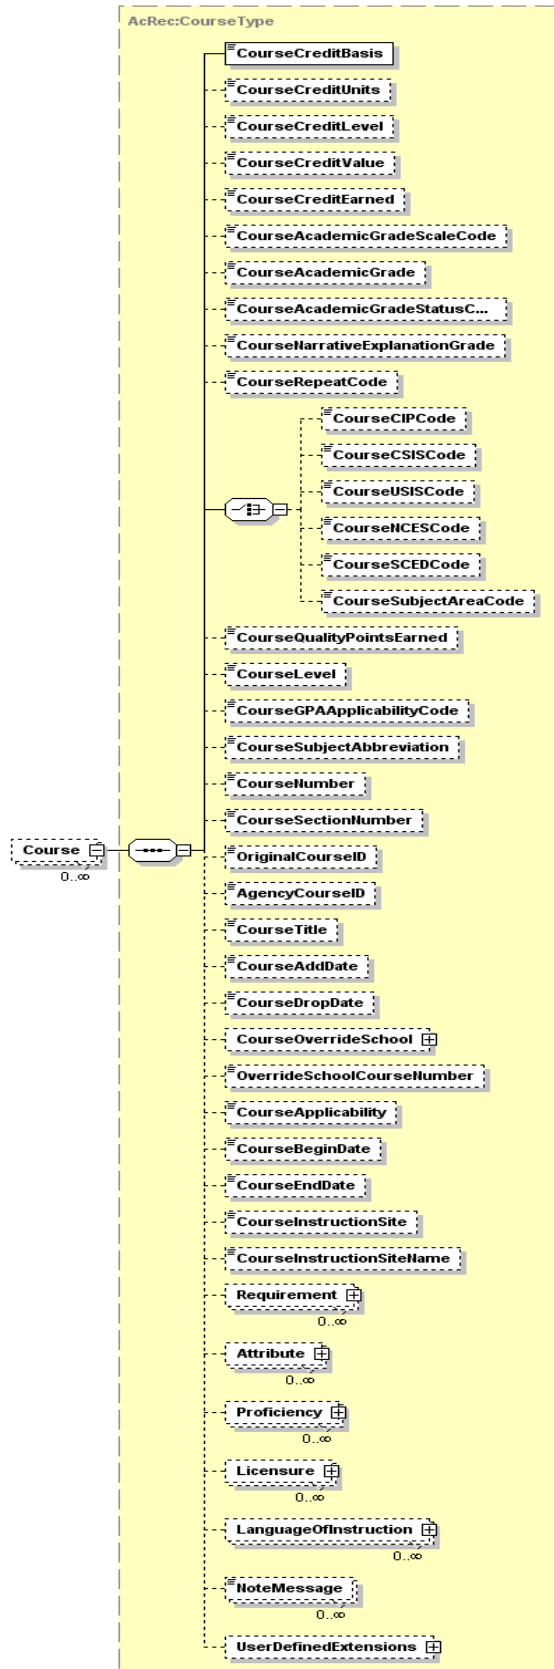 AcRec:CourseType
CourseCreditBasis
CourseCreditUnits
CourseCreditLevel
CourseCreditValue
CourseCreditEarned
CourseAcademicGradeScaleCode
CourseAcademicGrade
CourseAcademicGradeStatusC...
CourseNarrativeExplanationGrade
CourseRepeatCode
CourseCIPCode
CourseCSISCode
CourseUSISCode
CourseNCESCode
CourseSCEDCode
CourseSubjectAreaCode
CourseQualityPointsEarned
CourseLevel
CourseGPAApplicabilityCode
CourseSubjectAbbreviation
CourseNumber
CourseSectionNumber
Course
0..∞
OriginalCourseID
AgencyCourseID
CourseTitle
CourseAddDate
CourseDropDate
CourseOverrideSchool
OverrideSchoolCourseNumber
CourseApplicability
CourseBeginDate
CourseEndDate
CourseInstructionSite
CourseInstructionSiteName
Requirement
0..∞
Attribute
0..∞
Proficiency
0..∞
Licensure
0..∞
LanguageOfInstruction
0..∞
NoteMessage
0..∞
UserDefinedExtensions